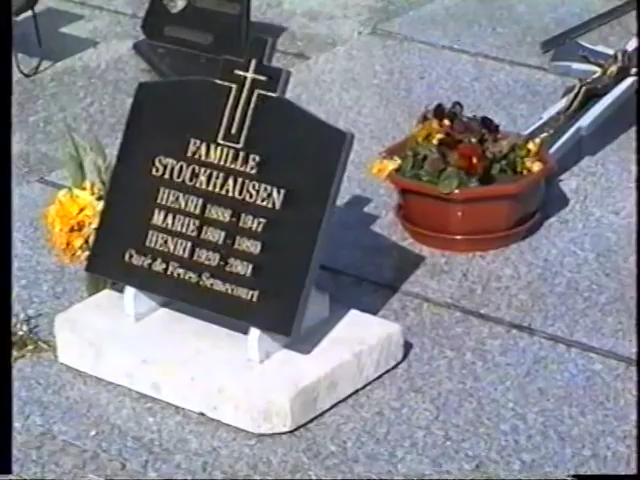 FAMILLE
STOCKHAUSEN
HENRI 1888-1947
MARIE 1891-1980
HENRI 1920-2001
Curé de Fèves Semécourt